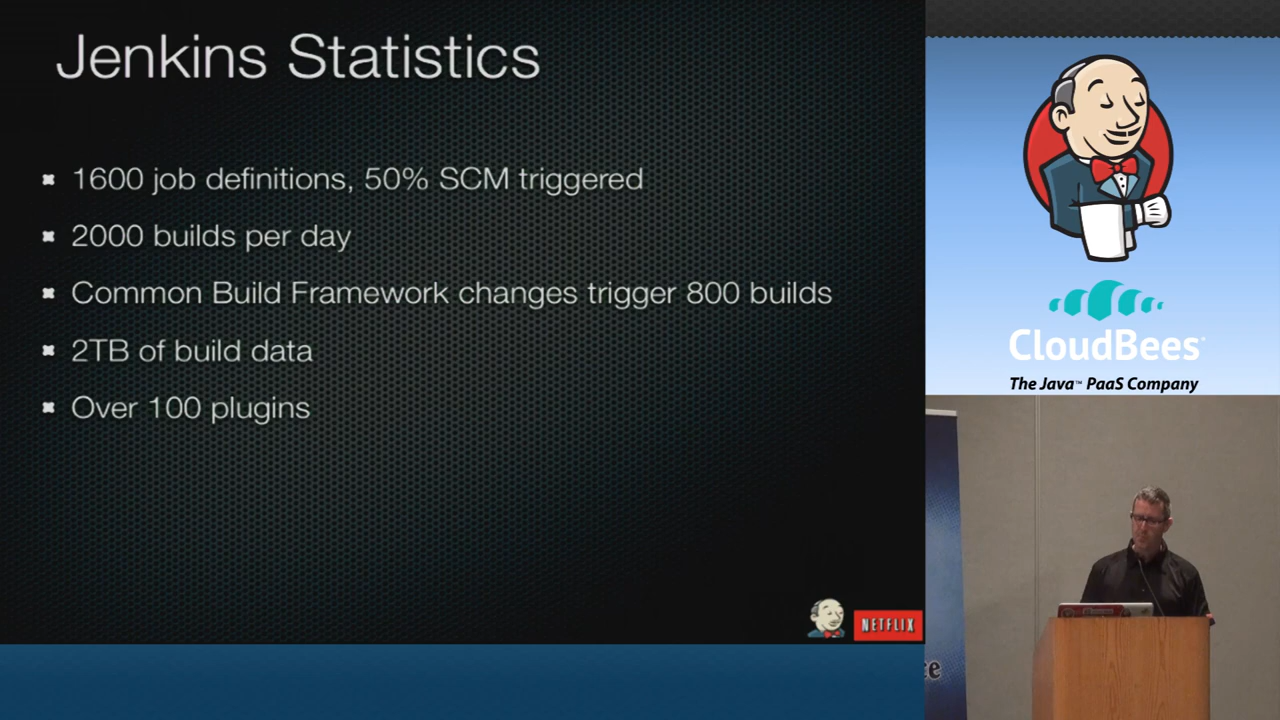 Jenkins Statistics
1600 job definitions, 50% SCM triggered
2000 builds per day
Common Build Framework changes trigger 800 builds
2TB of build data
Over 100 plugins
NETFLIX
CloudBees
The Java™ PaaS Company
ce